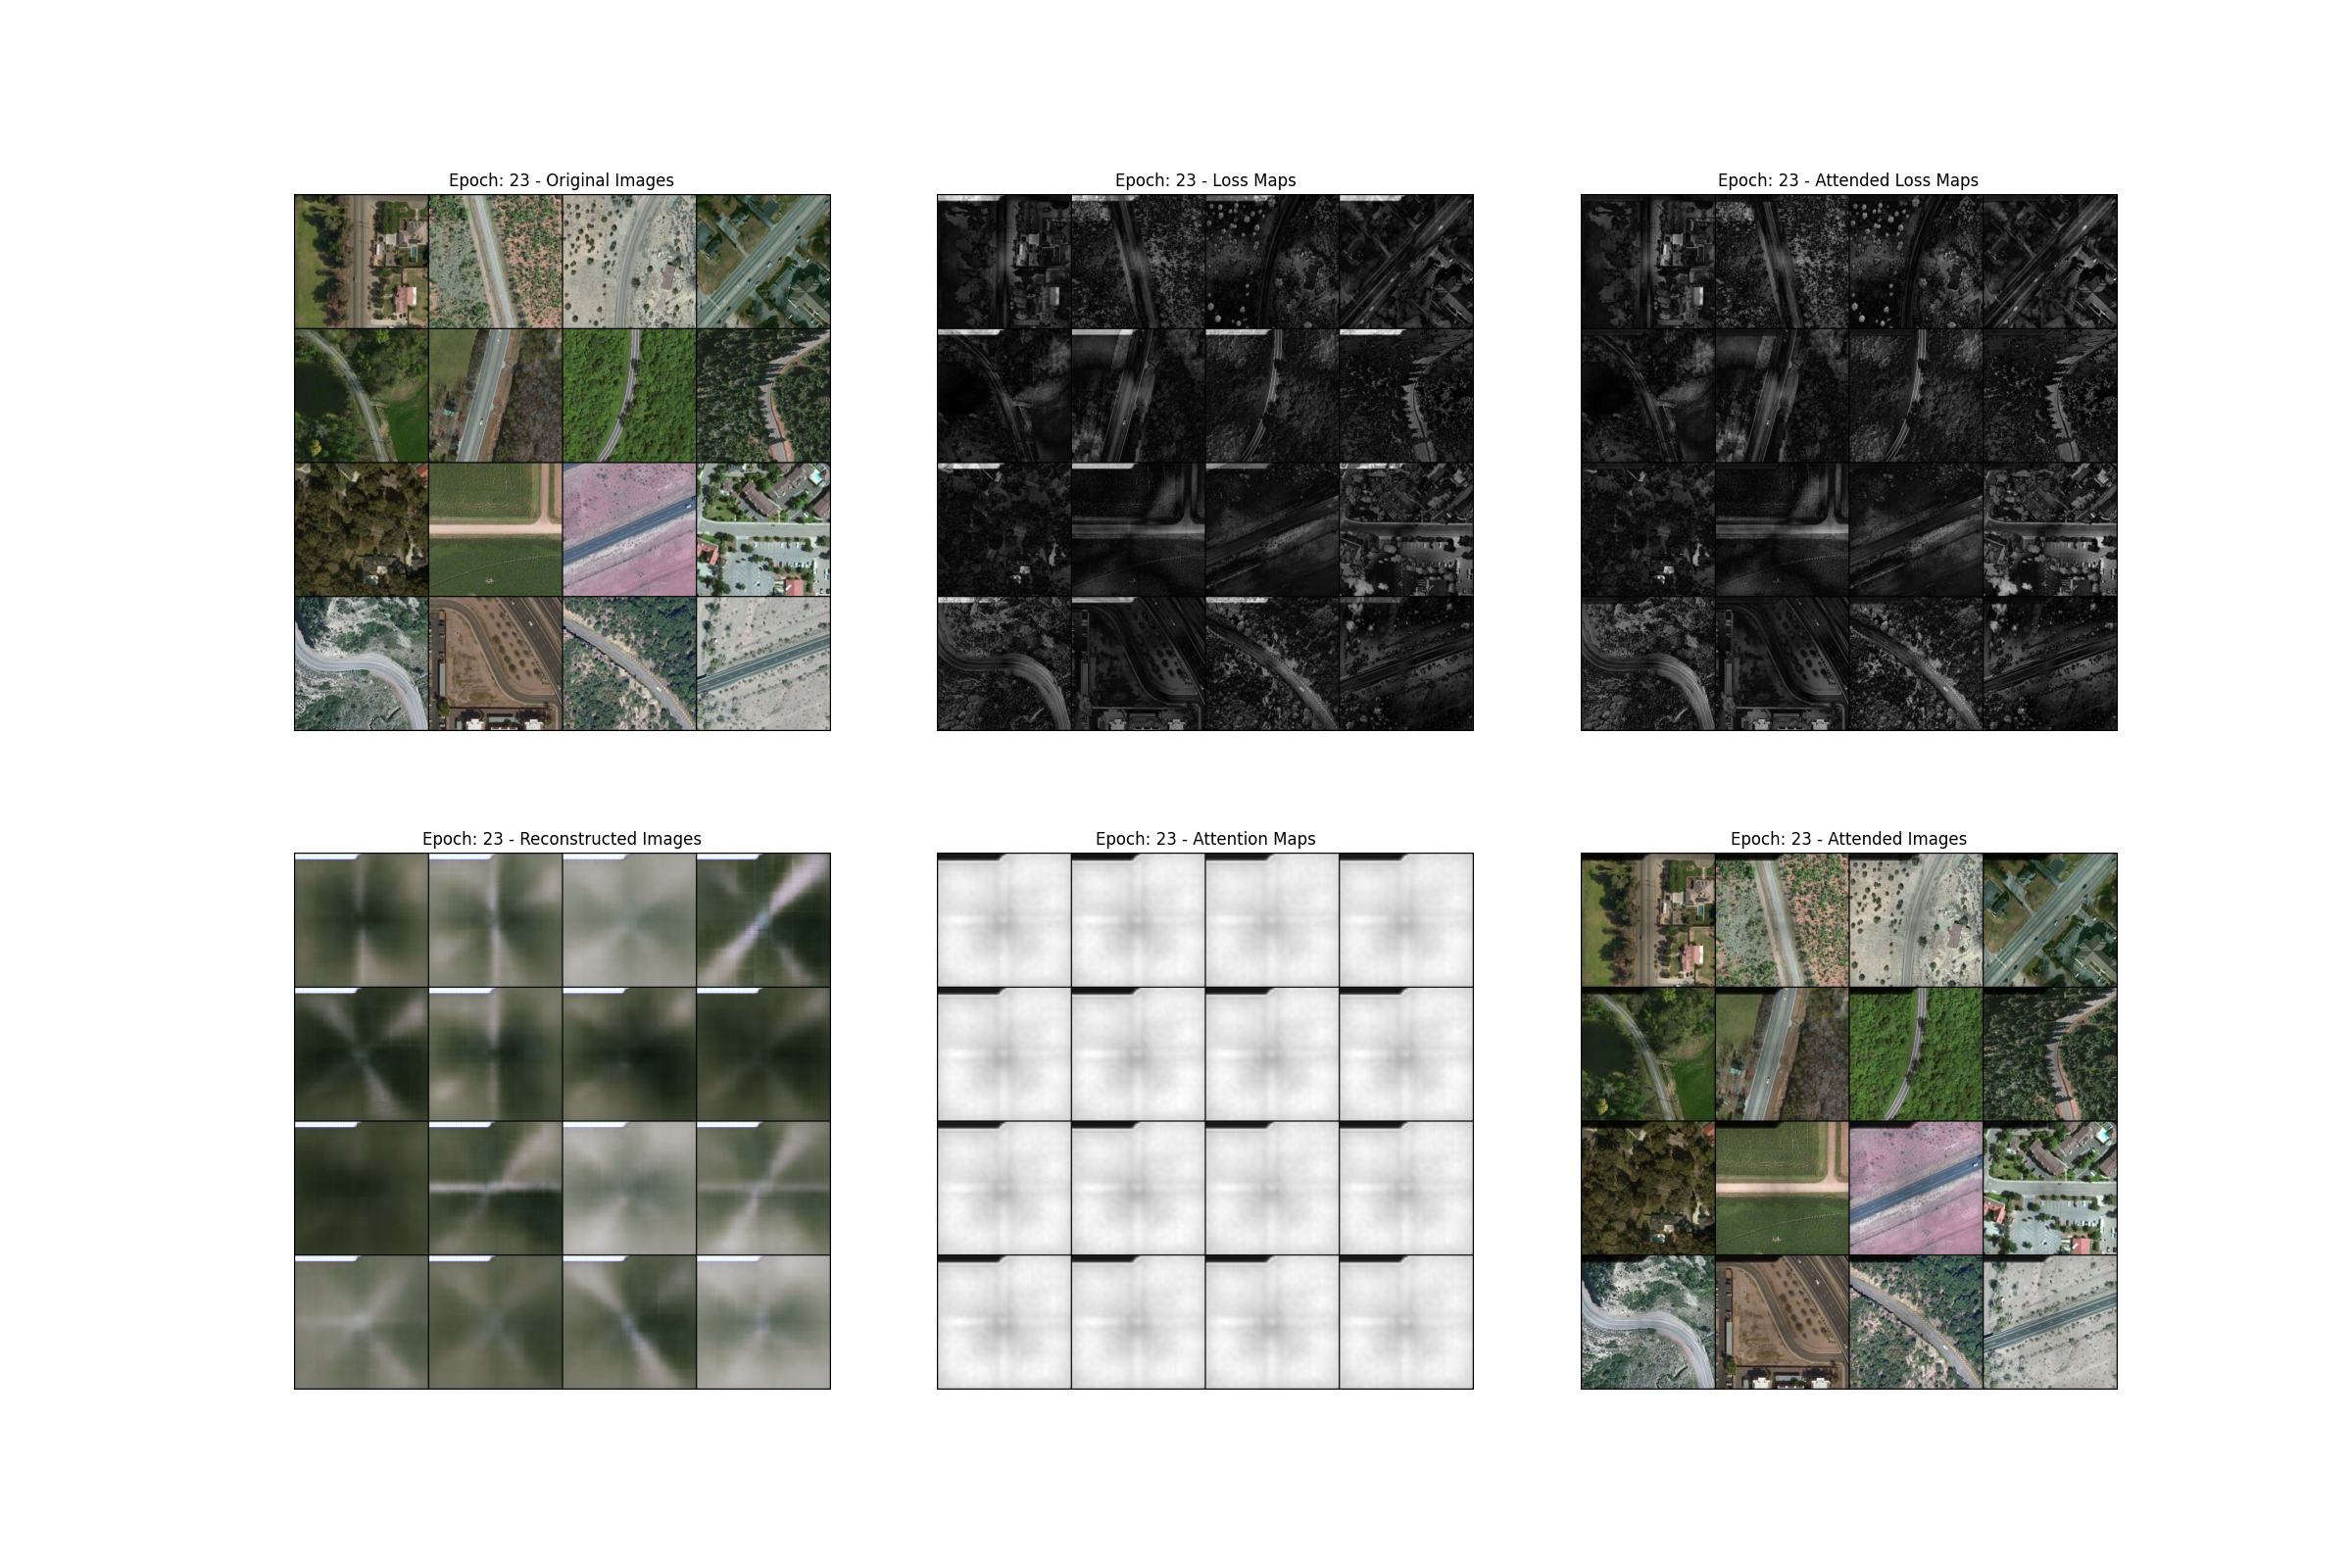 Epoch: 23 - Original Images
Epoch: 23 - Loss Maps
Epoch: 23 - Attended Loss Maps
Epoch: 23 - Reconstructed Images
Epoch: 23 - Attention Maps
Epoch: 23 - Attended Images